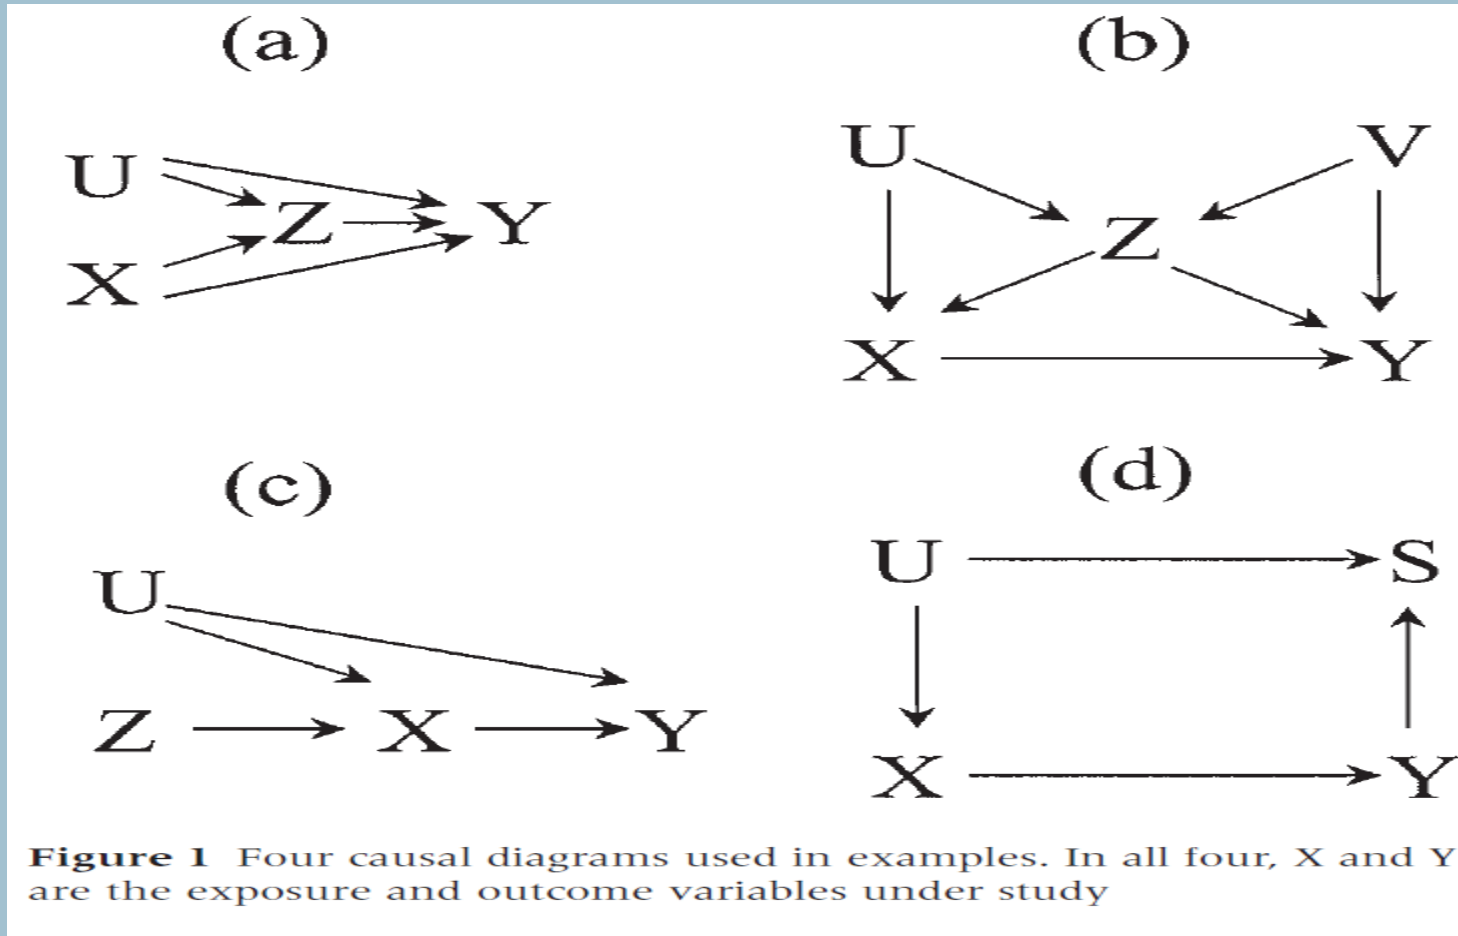 (a)
(b)
U
Z
Y
X
U
V
Z
X
Y
(c)
(d)
U
Z
X
Y
U
S
X
Y
Figure 1 Four causal diagrams used in examples. In all four, X and Y
are the exposure and outcome variables under study